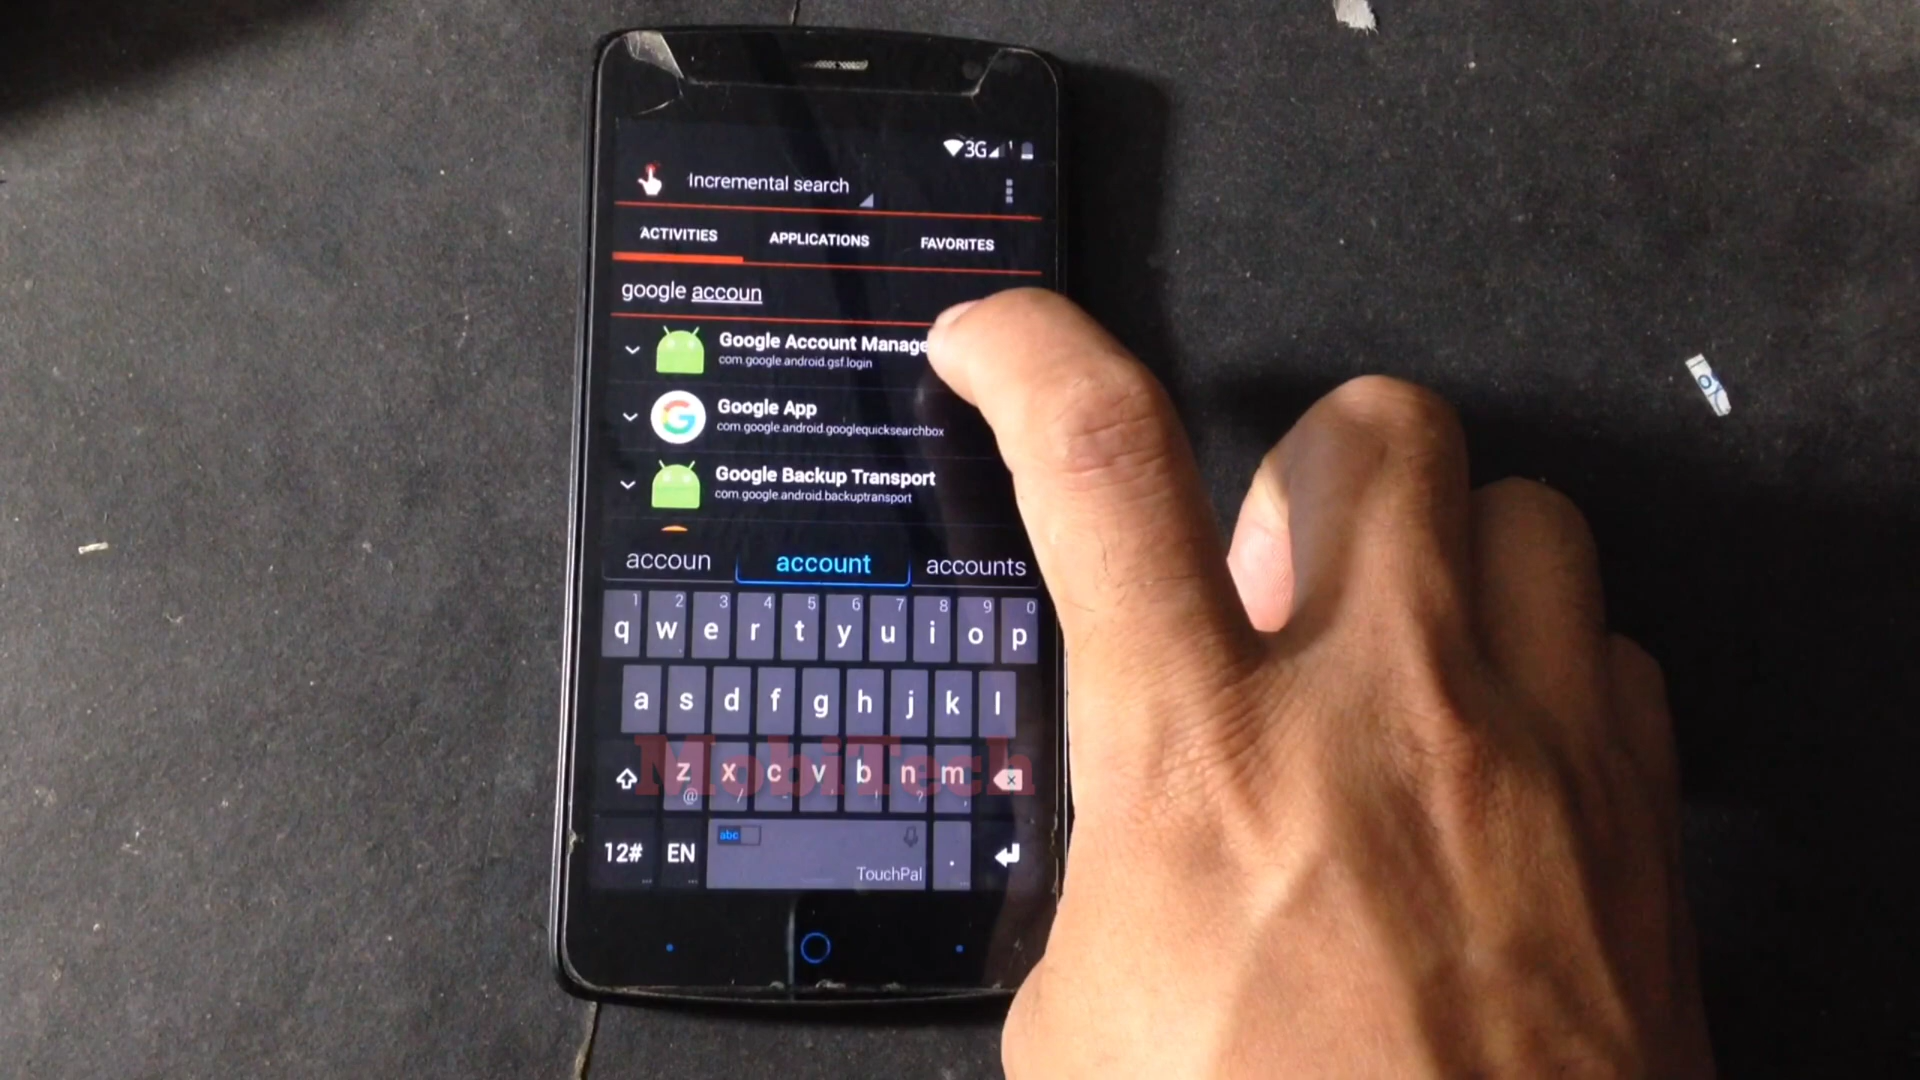 3G 1
Incremental search
ACTIVITIES APPLICATIONS FAVORITES
google accoun
Google Account Manage
com.google.android.gsf.login
Google App
com.google.android.googlequicksearchbox
Google Backup Transport
com.google.android.backuptransport
accoun account accounts
1 2 3 4 5 6 7 8 9 0
q w e r t y u i o p
a s d f g h j k l
MobiTech
z x c v b n m
@ / - ! ? ,
12# EN abc TouchPal .